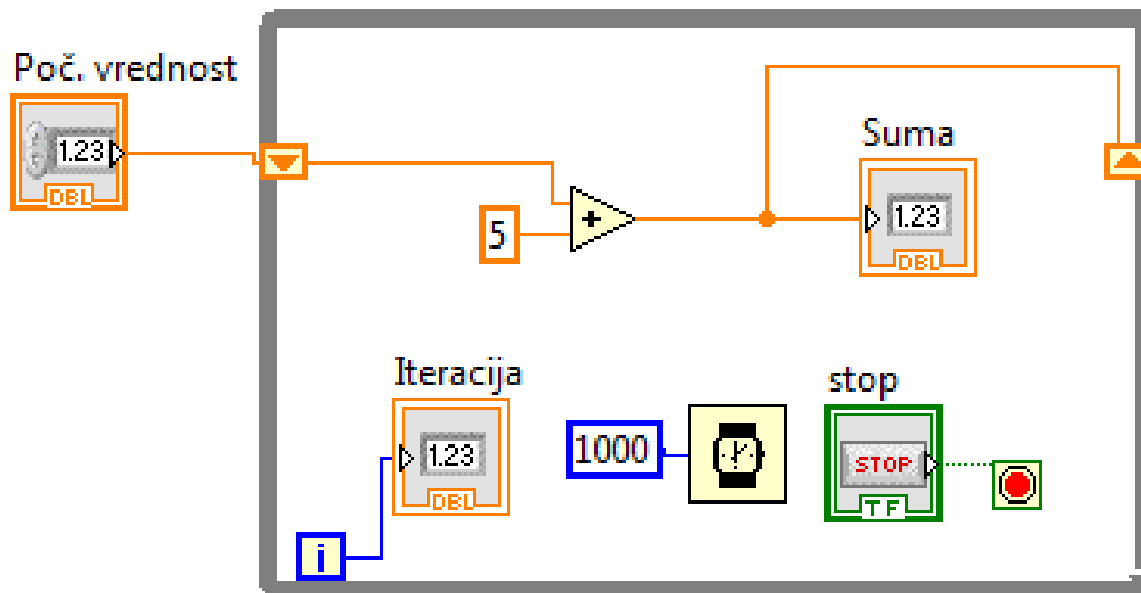 Poč. vrednost
1.23
DBL
5
+
Suma
1.23
DBL
Iteracija
1.23
DBL
i
1000
stop
STOP
TF